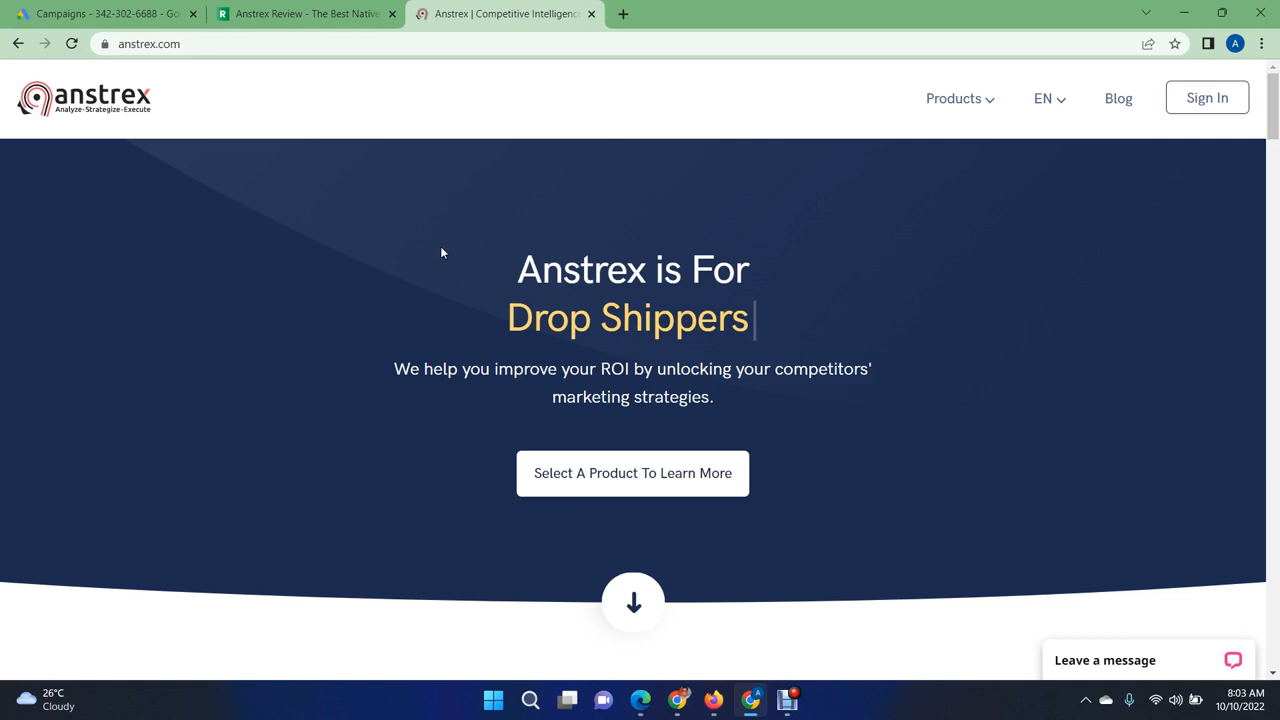 Campaigns - 342-302-6688 - Go
Anstrex Review - The Best Native
Anstrex | Competitive Intelligence
anstrex.com
A
anstrex
Analyze-Strategize-Execute
Products
EN
Blog
Sign In
Anstrex is For
Drop Shippers
We help you improve your ROI by unlocking your competitors'
marketing strategies.
Select A Product To Learn More
Leave a message
26°C
Cloudy
8:03 AM
10/10/2022